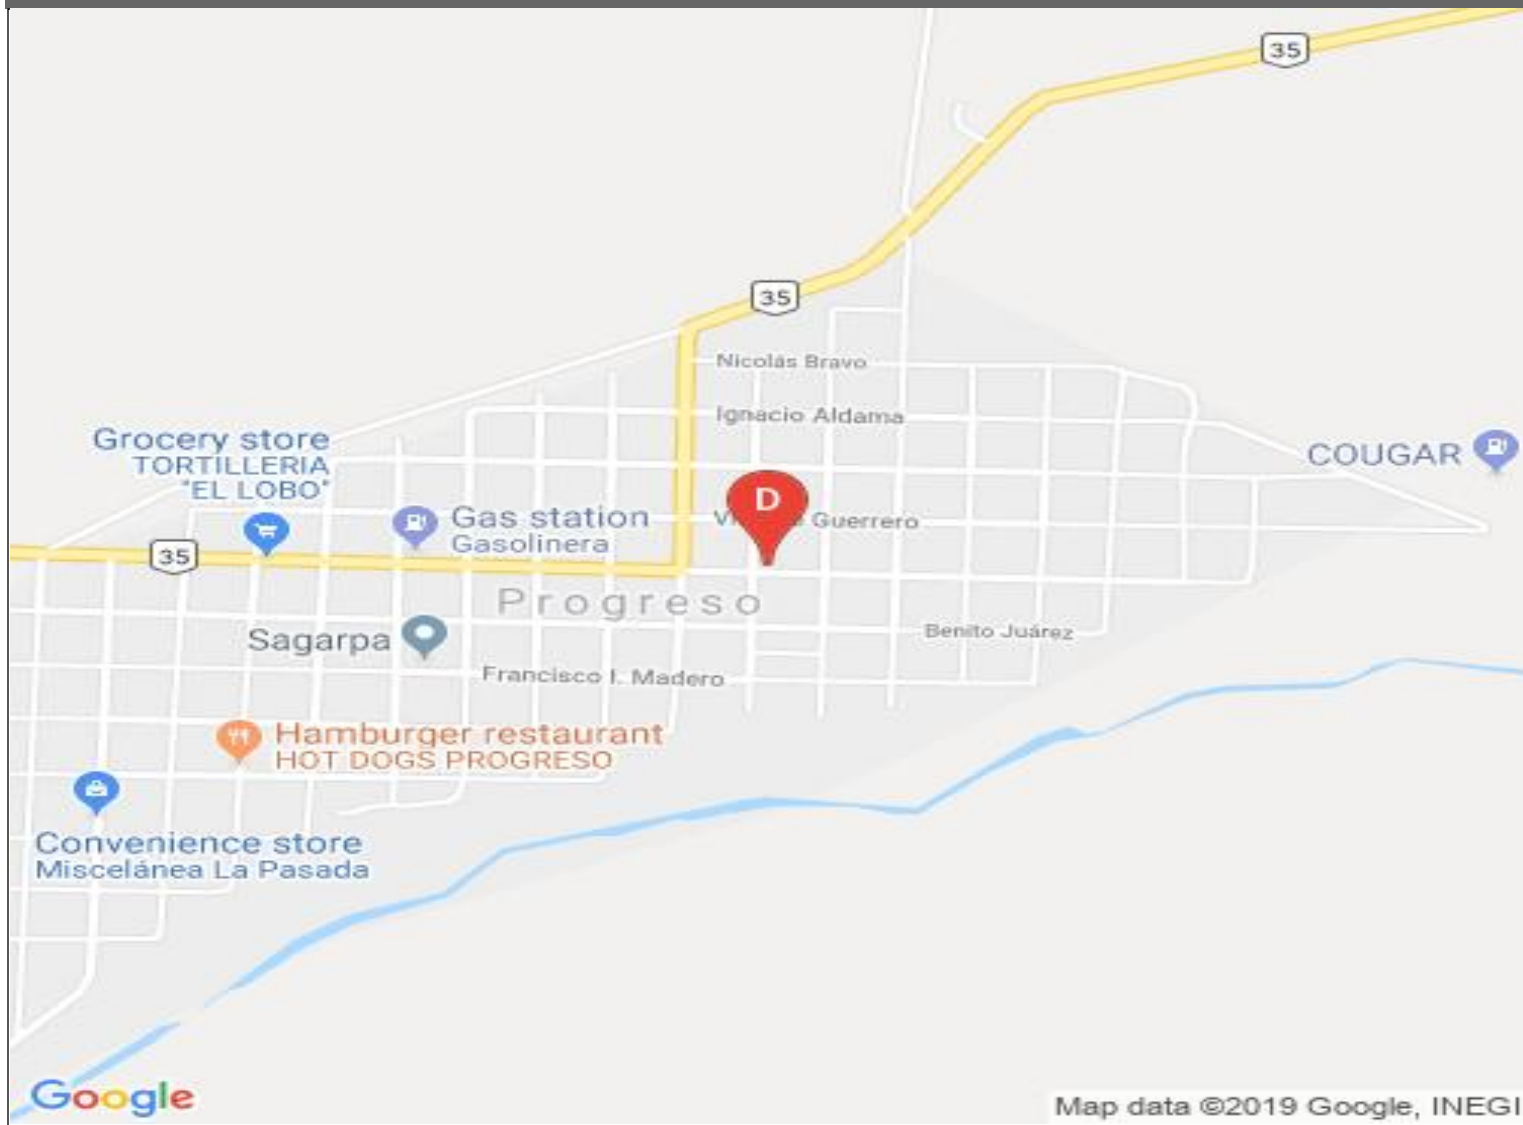 35
35
Nicolás Bravo
Ignacio Aldama
Grocery store
TORTILLERIA
"EL LOBO"
COUGAR
D
Gas station
Gasolinera
Guerrero
35
Progreso
Sagarpa
Benito Juárez
Francisco I. Madero
Hamburger restaurant
HOT DOGS PROGRESO
Convenience store
Miscelánea La Pasada
Google
Map data ©2019 Google, INEGI